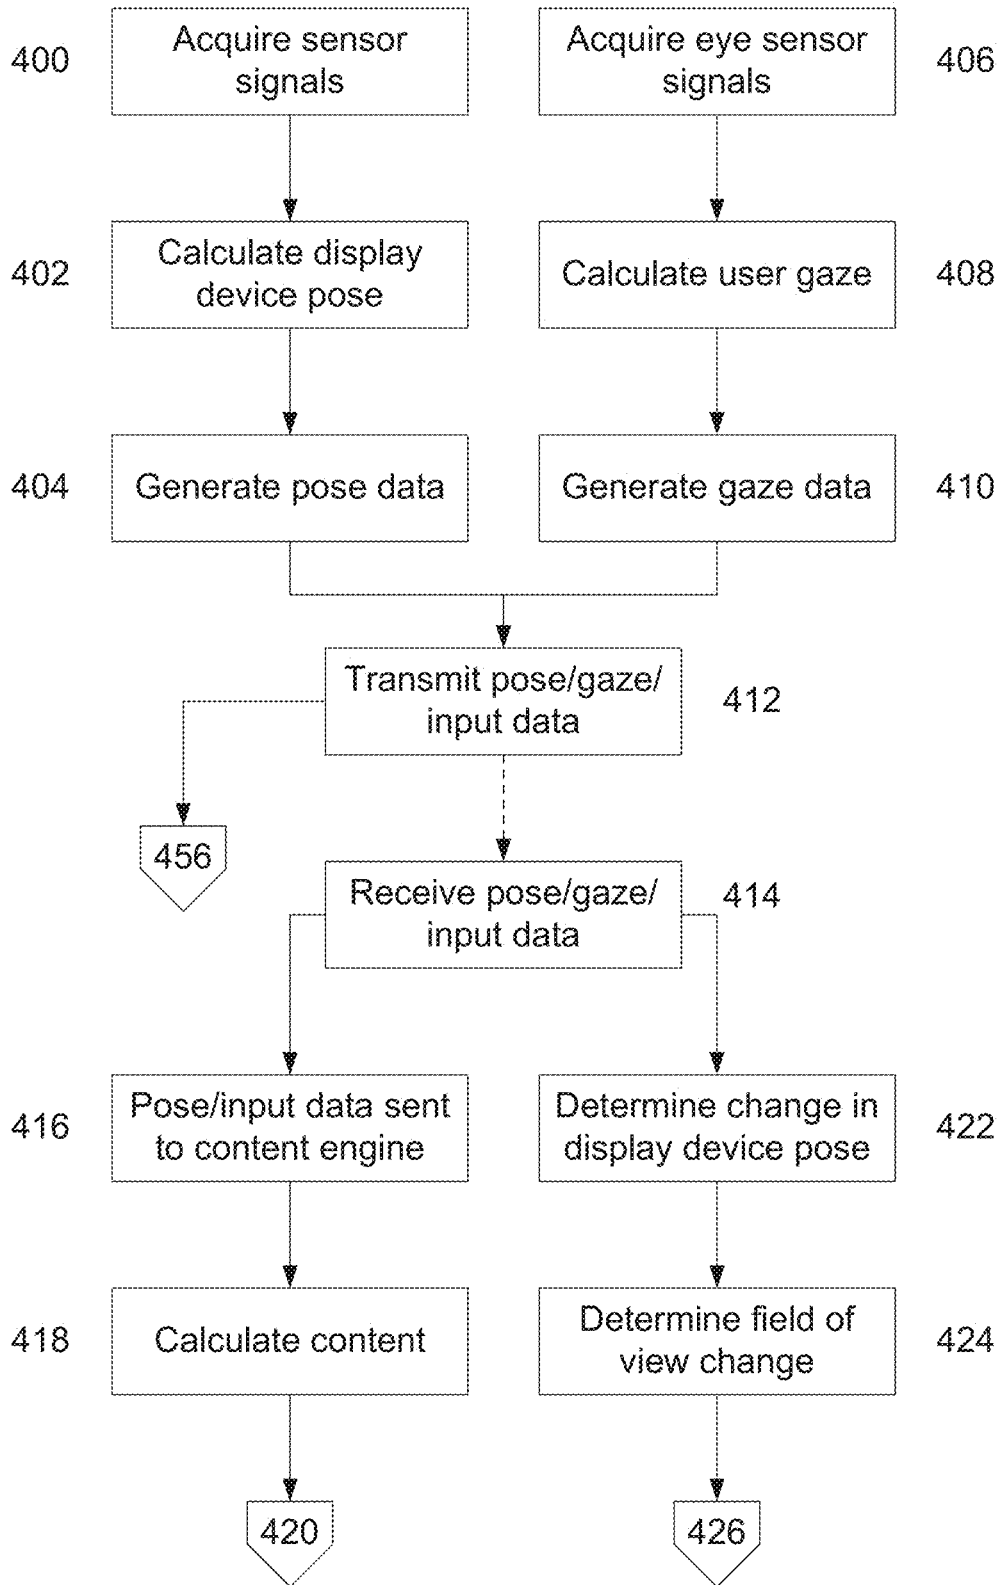 400
Acquire sensor
signals
Acquire eye sensor
signals
406
402
Calculate display
device pose
Calculate user gaze
408
404
Generate pose data
Generate gaze data
410
Transmit pose/gaze/
input data
412
456
Receive pose/gaze/
input data
414
416
Pose/input data sent
to content engine
Determine change in
display device pose
422
418
Calculate content
Determine field of
view change
424
420
426